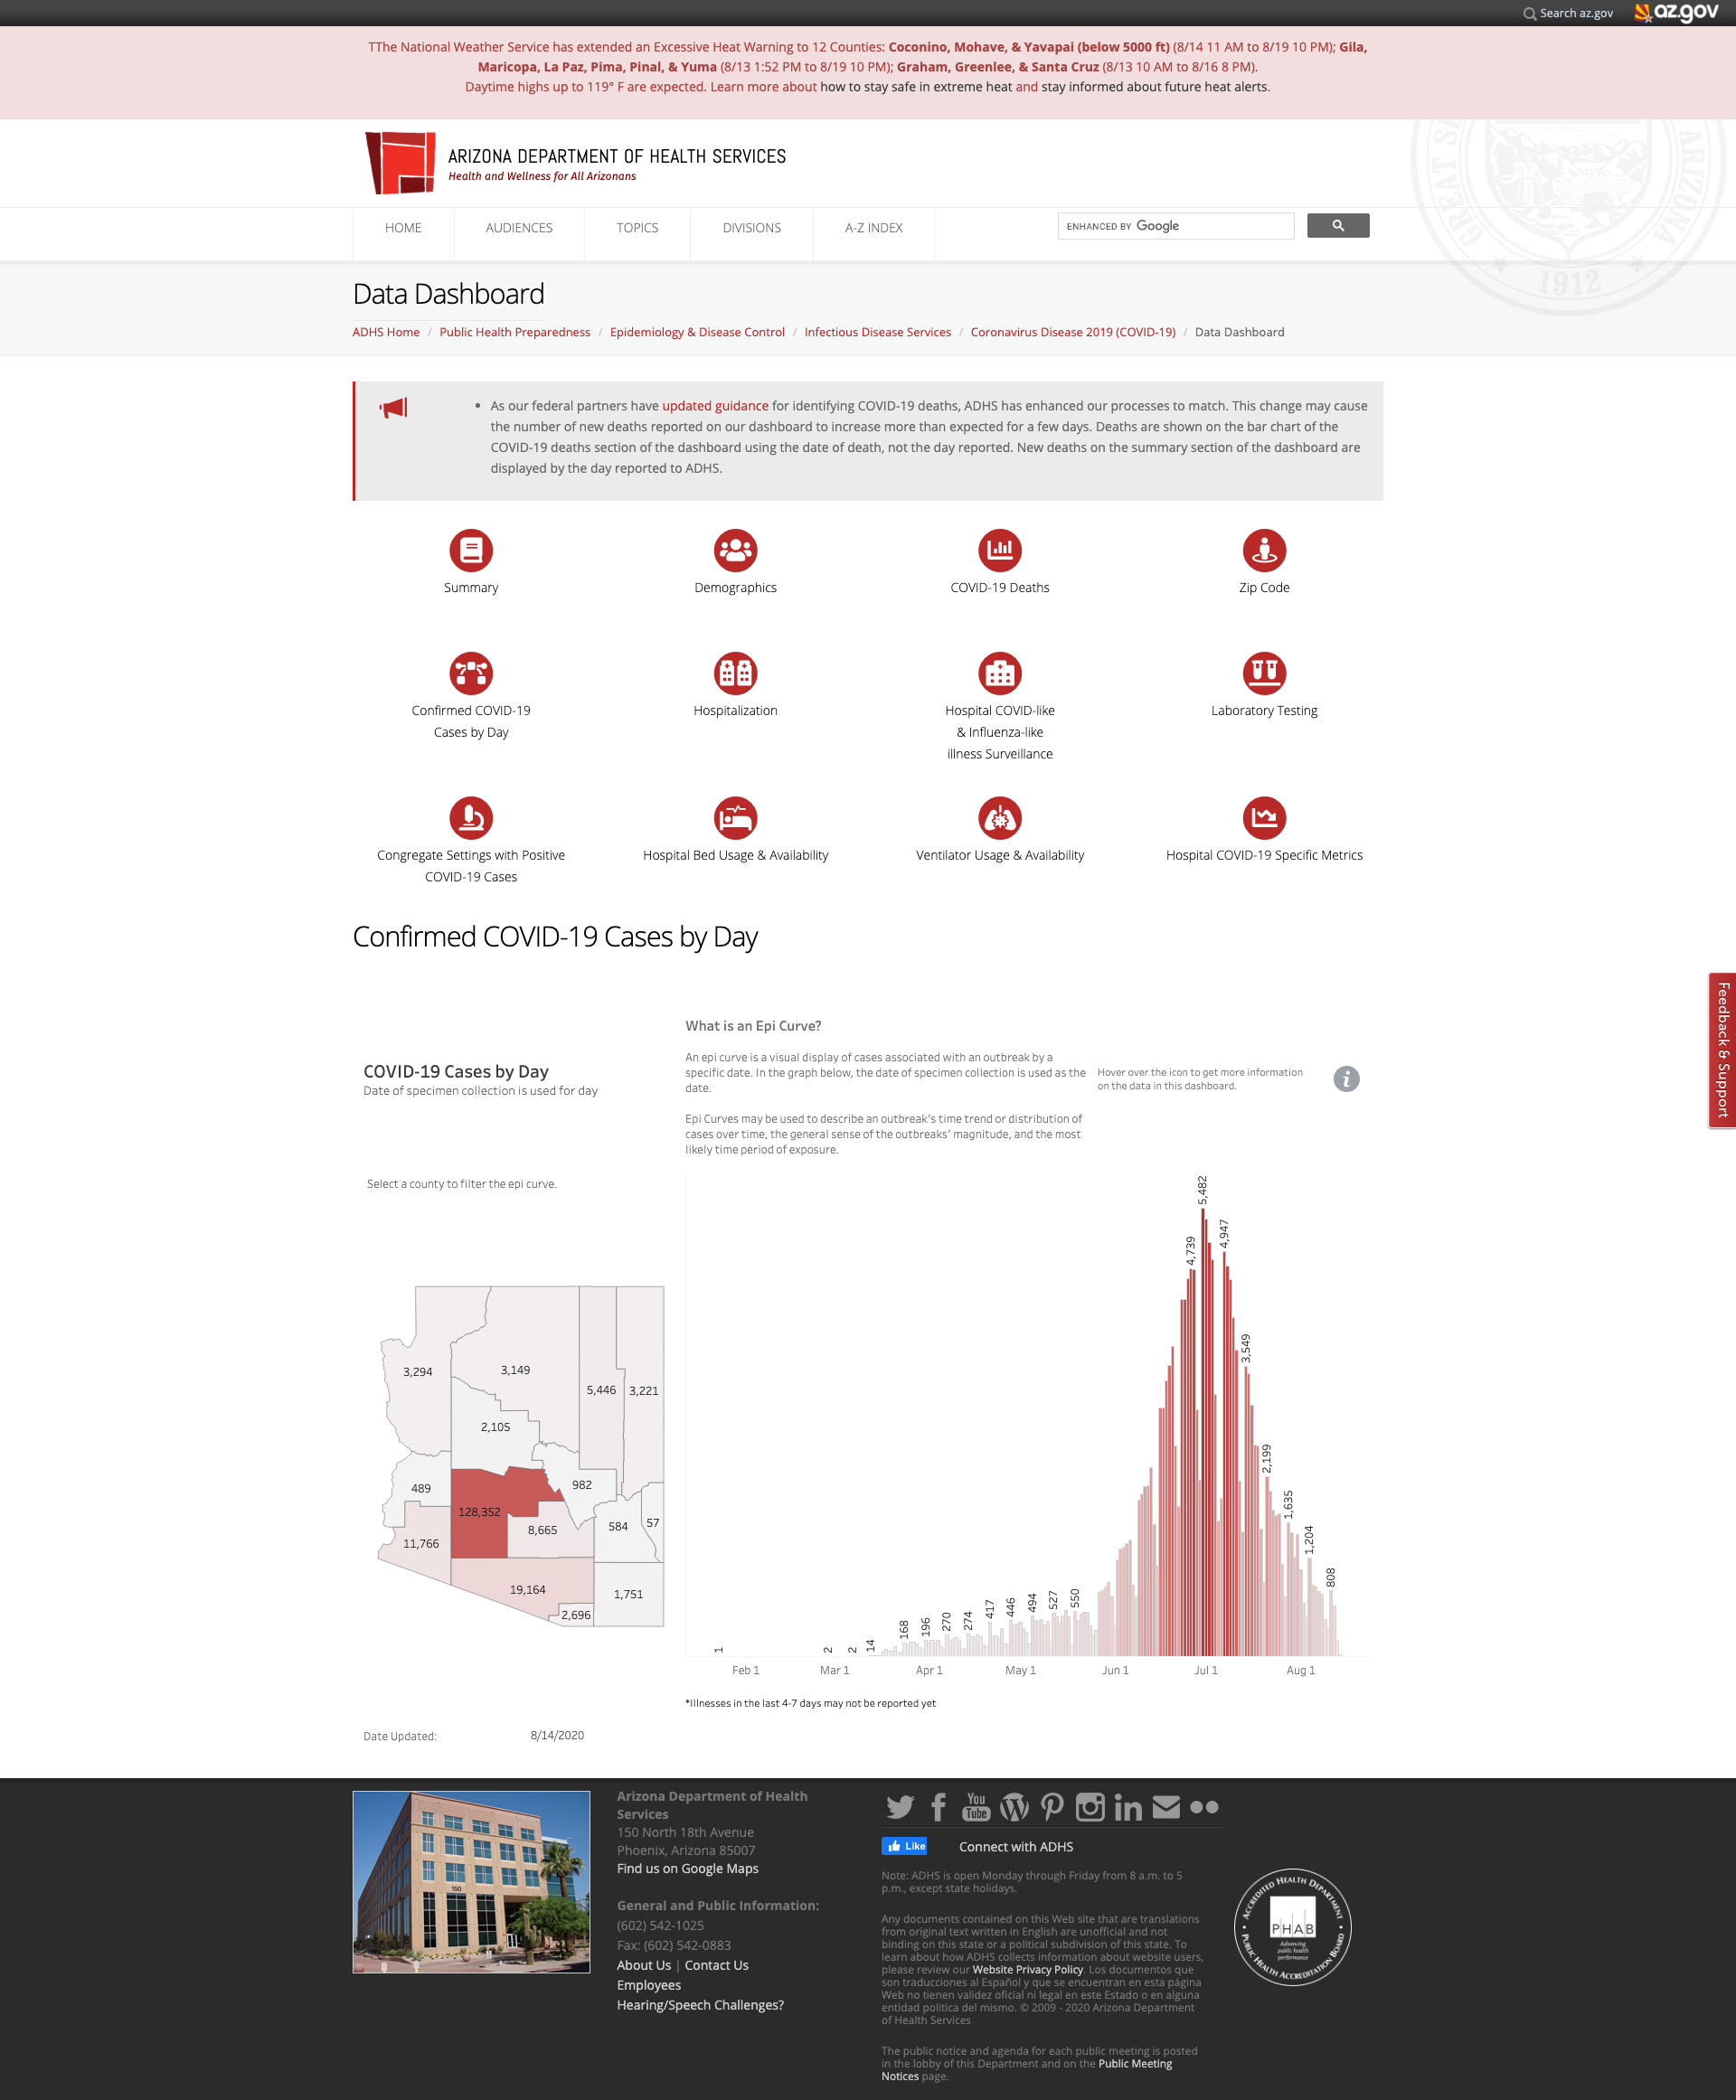 Search az.gov
az.gov
TThe National Weather Service has extended an Excessive Heat Warning to 12 Counties: Coconino, Mohave, & Yavapai (below 5000 ft) (8/14 11 AM to 8/19 10 PM); Gila,
Maricopa, La Paz, Pima, Pinal, & Yuma (8/13 1:52 PM to 8/19 10 PM); Graham, Greenlee, & Santa Cruz (8/13 10 AM to 8/16 8 PM).
Daytime highs up to 119° F are expected. Learn more about how to stay safe in extreme heat and stay informed about future heat alerts.
GREAT SEAL ARIZONA
1912
ARIZONA DEPARTMENT OF HEALTH SERVICES
Health and Wellness for All Arizonans
HOME
AUDIENCES
TOPICS
DIVISIONS
A-Z INDEX
ENHANCED BY Google
Data Dashboard
ADHS Home / Public Health Preparedness / Epidemiology & Disease Control / Infectious Disease Services / Coronavirus Disease 2019 (COVID-19) / Data Dashboard
• As our federal partners have updated guidance for identifying COVID-19 deaths, ADHS has enhanced our processes to match. This change may cause
the number of new deaths reported on our dashboard to increase more than expected for a few days. Deaths are shown on the bar chart of the
COVID-19 deaths section of the dashboard using the date of death, not the day reported. New deaths on the summary section of the dashboard are
displayed by the day reported to ADHS.
Summary
Demographics
COVID-19 Deaths
Zip Code
Confirmed COVID-19
Cases by Day
Hospitalization
Hospital COVID-like
& Influenza-like
illness Surveillance
Laboratory Testing
Congregate Settings with Positive
COVID-19 Cases
Hospital Bed Usage & Availability
Ventilator Usage & Availability
Hospital COVID-19 Specific Metrics
Confirmed COVID-19 Cases by Day
Feedback & Support
COVID-19 Cases by Day
Date of specimen collection is used for day
What is an Epi Curve?
An epi curve is a visual display of cases associated with an outbreak by a
specific date. In the graph below, the date of specimen collection is used as the
date.
Epi Curves may be used to describe an outbreak's time trend or distribution of
cases over time, the general sense of the outbreaks' magnitude, and the most
likely time period of exposure.
Hover over the icon to get more information
on the data in this dashboard.
i
Select a county to filter the epi curve.
3,294
3,149
5,446
3,221
2,105
489
982
128,352
8,665
584
57
11,766
19,164
1,751
2,696
1
2
2
14
168
196
270
274
417
446
494
527
550
4,739
5,482
4,947
3,549
2,199
1,635
1,204
808
Feb 1
Mar 1
Apr 1
May 1
Jun 1
Jul 1
Aug 1
*Illnesses in the last 4-7 days may not be reported yet
Date Updated:
8/14/2020
150
Arizona Department of Health
Services
150 North 18th Avenue
Phoenix, Arizona 85007
Find us on Google Maps
General and Public Information:
(602) 542-1025
Fax: (602) 542-0883
About Us | Contact Us
Employees
Hearing/Speech Challenges?
You
Tube
in
Like
Connect with ADHS
Note: ADHS is open Monday through Friday from 8 a.m. to 5
p.m., except state holidays.
Any documents contained on this Web site that are translations
from original text written in English are unofficial and not
binding on this state or a political subdivision of this state. To
learn about how ADHS collects information about website users,
please review our Website Privacy Policy. Los documentos que
son traducciones al Español y que se encuentran en esta página
Web no tienen validez oficial ni legal en este Estado o en alguna
entidad politica del mismo. © 2009 - 2020 Arizona Department
of Health Services
The public notice and agenda for each public meeting is posted
in the lobby of this Department and on the Public Meeting
Notices page.
ACCREDITED HEALTH DEPARTMENT
PHAB
Advancing
public health
performance
PUBLIC HEALTH ACCREDITATION BOARD